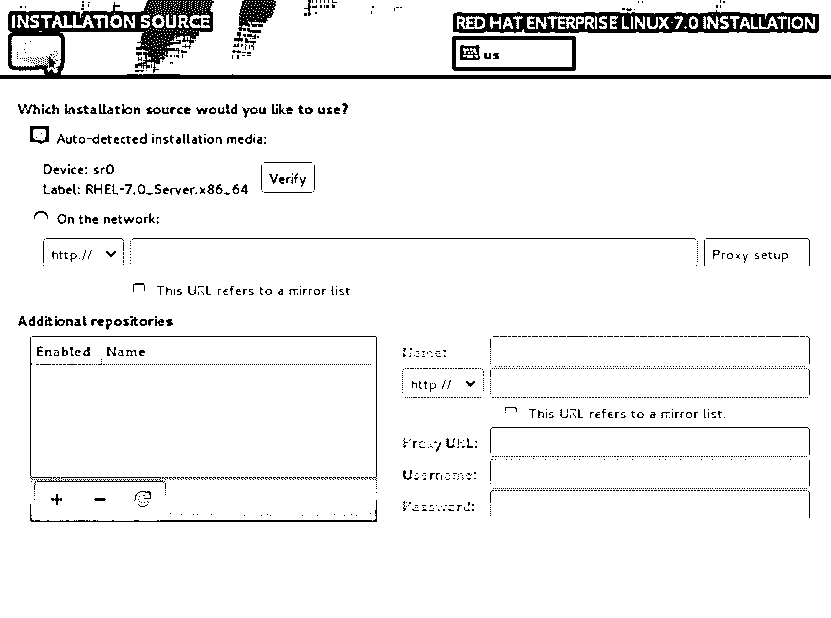 INSTALLATION SOURCE
RED HAT ENTERPRISE LINUX 7.0 INSTALLATION
us
Which installation source would you like to use?
Auto-detected installation media:
Device: sr0
Label: RHEL-7.0_Server.x86_64
Verify
On the network:
http://
Proxy setup
This URL refers to a mirror list
Additional repositories
Enabled Name
Name:
http://
This URL refers to a mirror list.
Proxy URL:
Username:
Password: